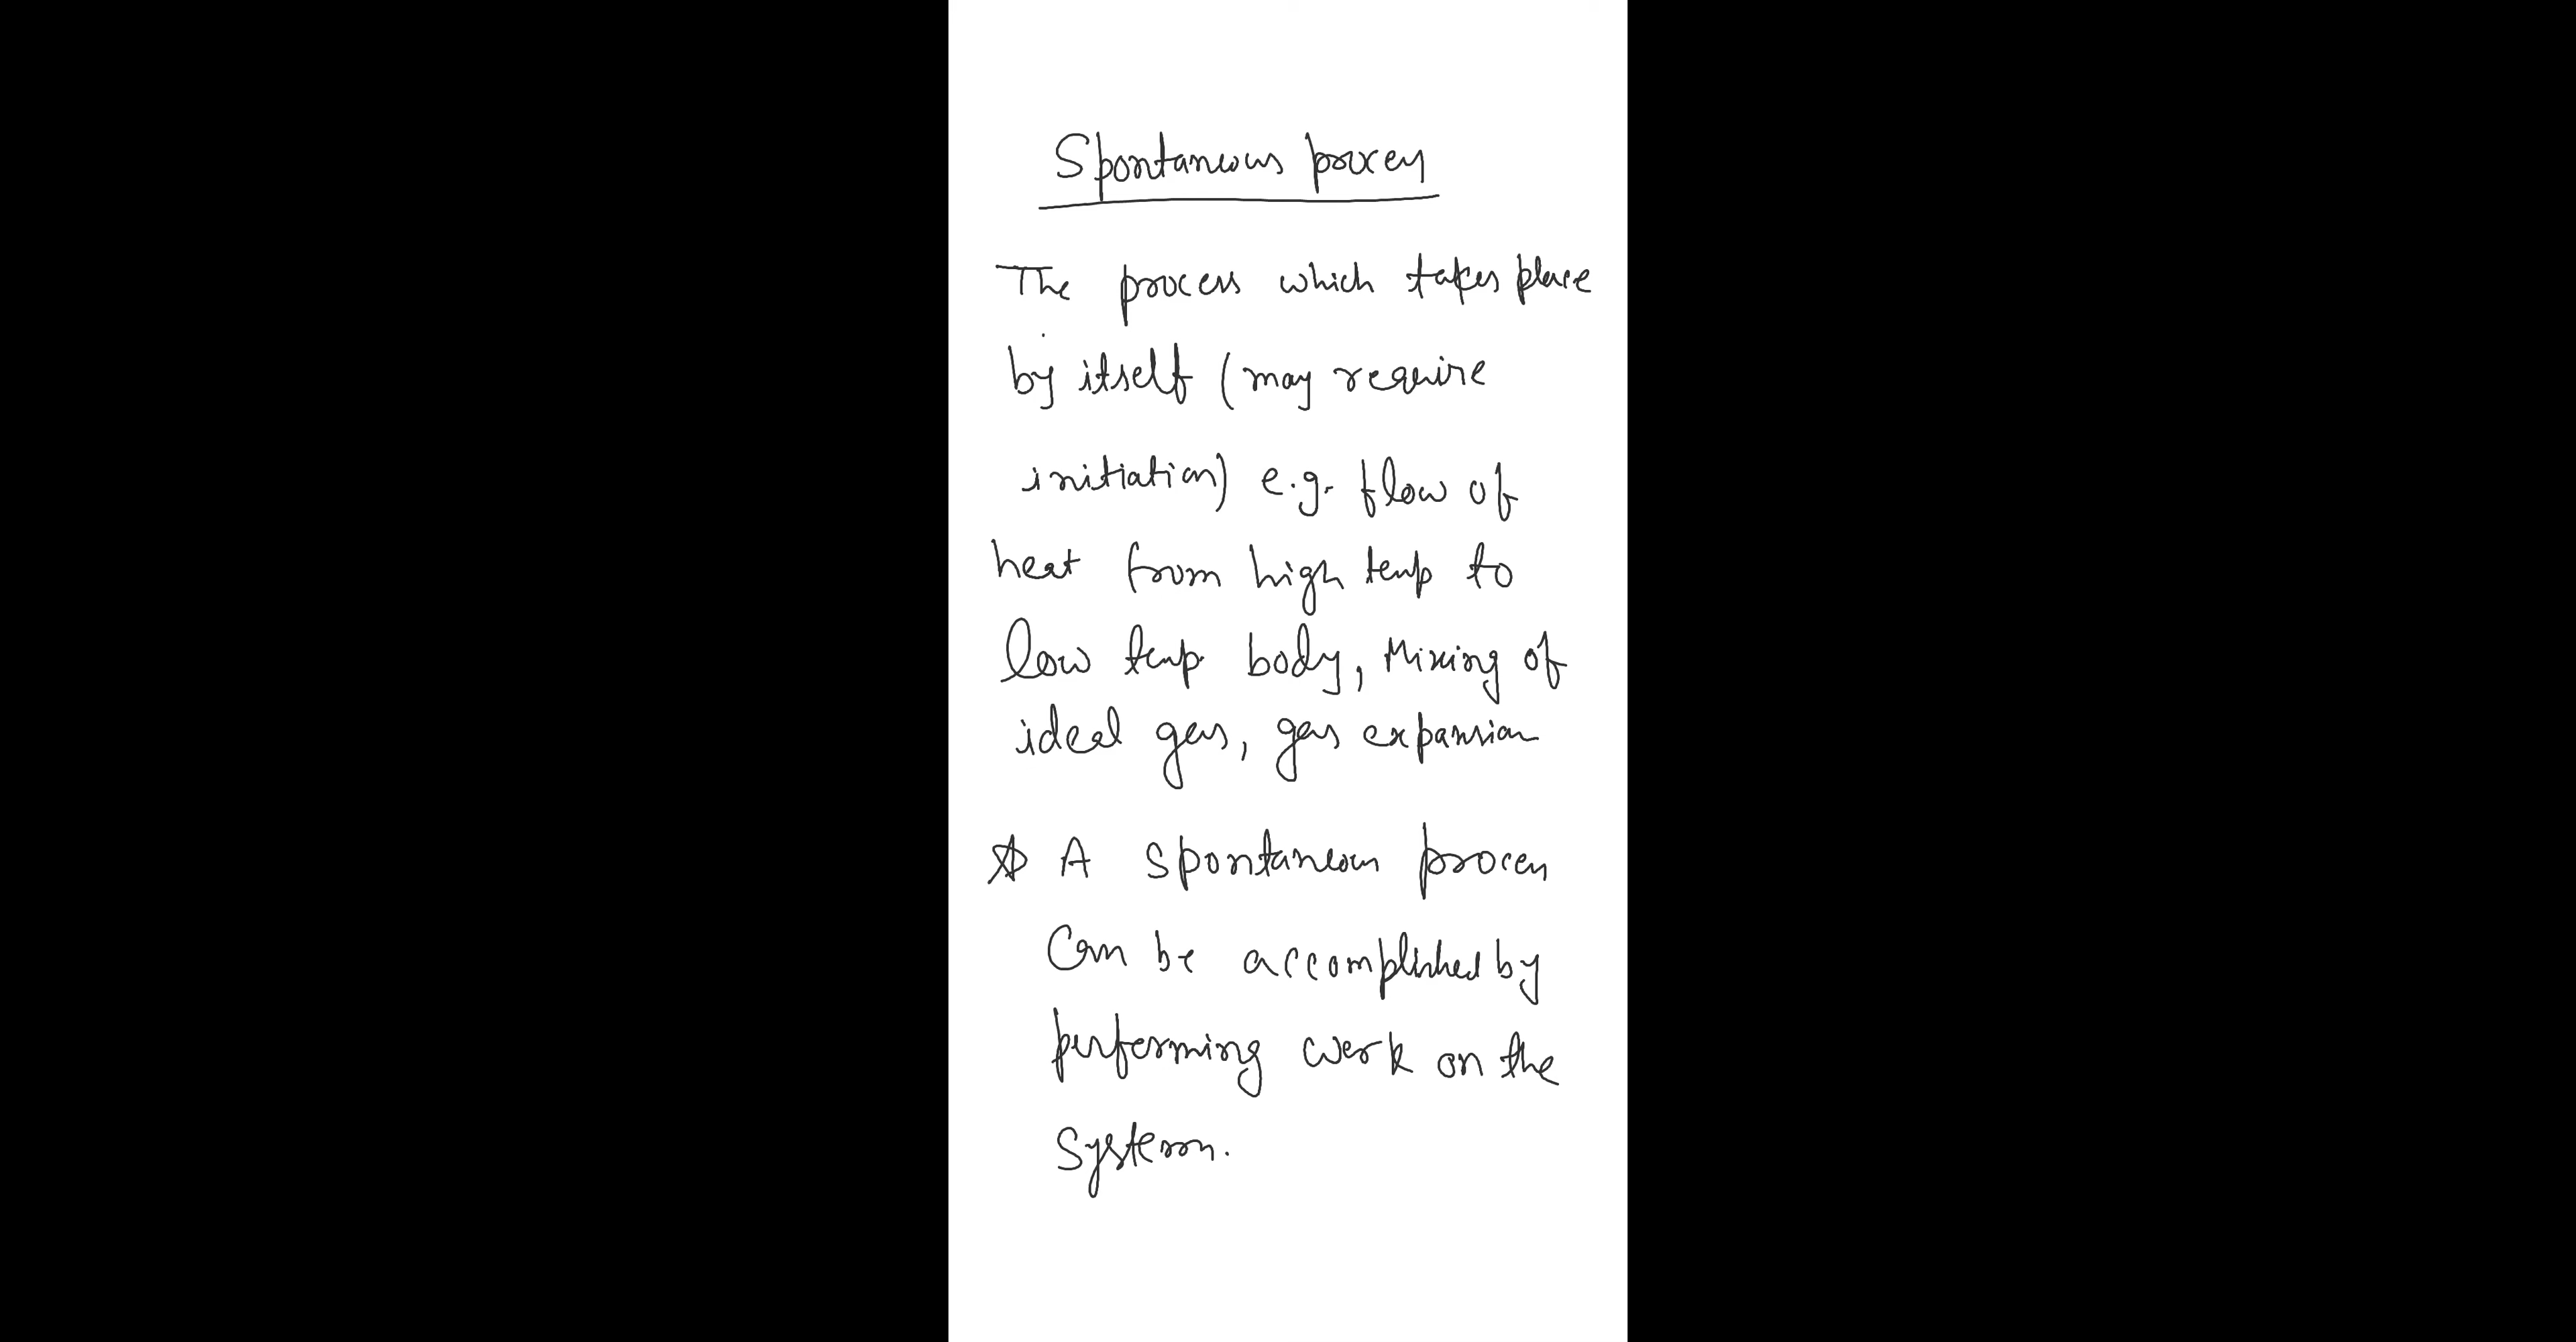 Spontaneous process
The process which takes place
by itself (may require
initiation) e.g. flow of
heat from high temp to
low temp. body, Mixing of
ideal gas, gas expansion
☆ A spontaneous process
Can be accomplished by
performing work on the
system.